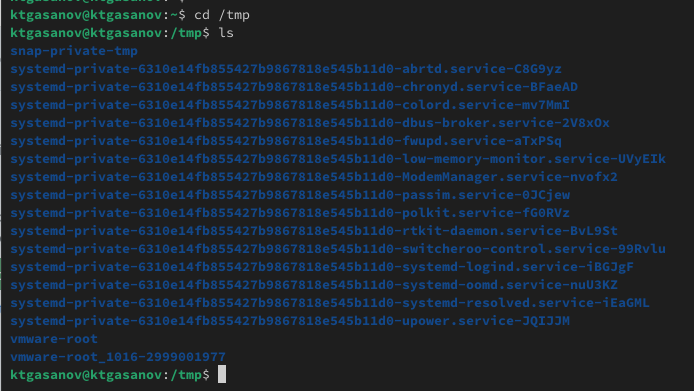 ktgasanov@ktgasanov:~$ cd /tmp
ktgasanov@ktgasanov:/tmp$ ls
snap-private-tmp
systemd-private-6310e14fb855427b9867818e545b11d0-abrtd.service-C8G9yz
systemd-private-6310e14fb855427b9867818e545b11d0-chronyd.service-BFaeAD
systemd-private-6310e14fb855427b9867818e545b11d0-colord.service-mv7MmI
systemd-private-6310e14fb855427b9867818e545b11d0-dbus-broker.service-2V8xOx
systemd-private-6310e14fb855427b9867818e545b11d0-fwupd.service-aTxPSq
systemd-private-6310e14fb855427b9867818e545b11d0-low-memory-monitor.service-UVyEIk
systemd-private-6310e14fb855427b9867818e545b11d0-ModemManager.service-nvofx2
systemd-private-6310e14fb855427b9867818e545b11d0-passim.service-0JCjew
systemd-private-6310e14fb855427b9867818e545b11d0-polkit.service-fG0RVz
systemd-private-6310e14fb855427b9867818e545b11d0-rtkit-daemon.service-BvL9St
systemd-private-6310e14fb855427b9867818e545b11d0-switcheroo-control.service-99Rvlu
systemd-private-6310e14fb855427b9867818e545b11d0-systemd-logind.service-iBGJgF
systemd-private-6310e14fb855427b9867818e545b11d0-systemd-oomd.service-nuU3KZ
systemd-private-6310e14fb855427b9867818e545b11d0-systemd-resolved.service-iEaGML
systemd-private-6310e14fb855427b9867818e545b11d0-upower.service-JQIJJM
vmware-root
vmware-root_1016-2999001977
ktgasanov@ktgasanov:/tmp$